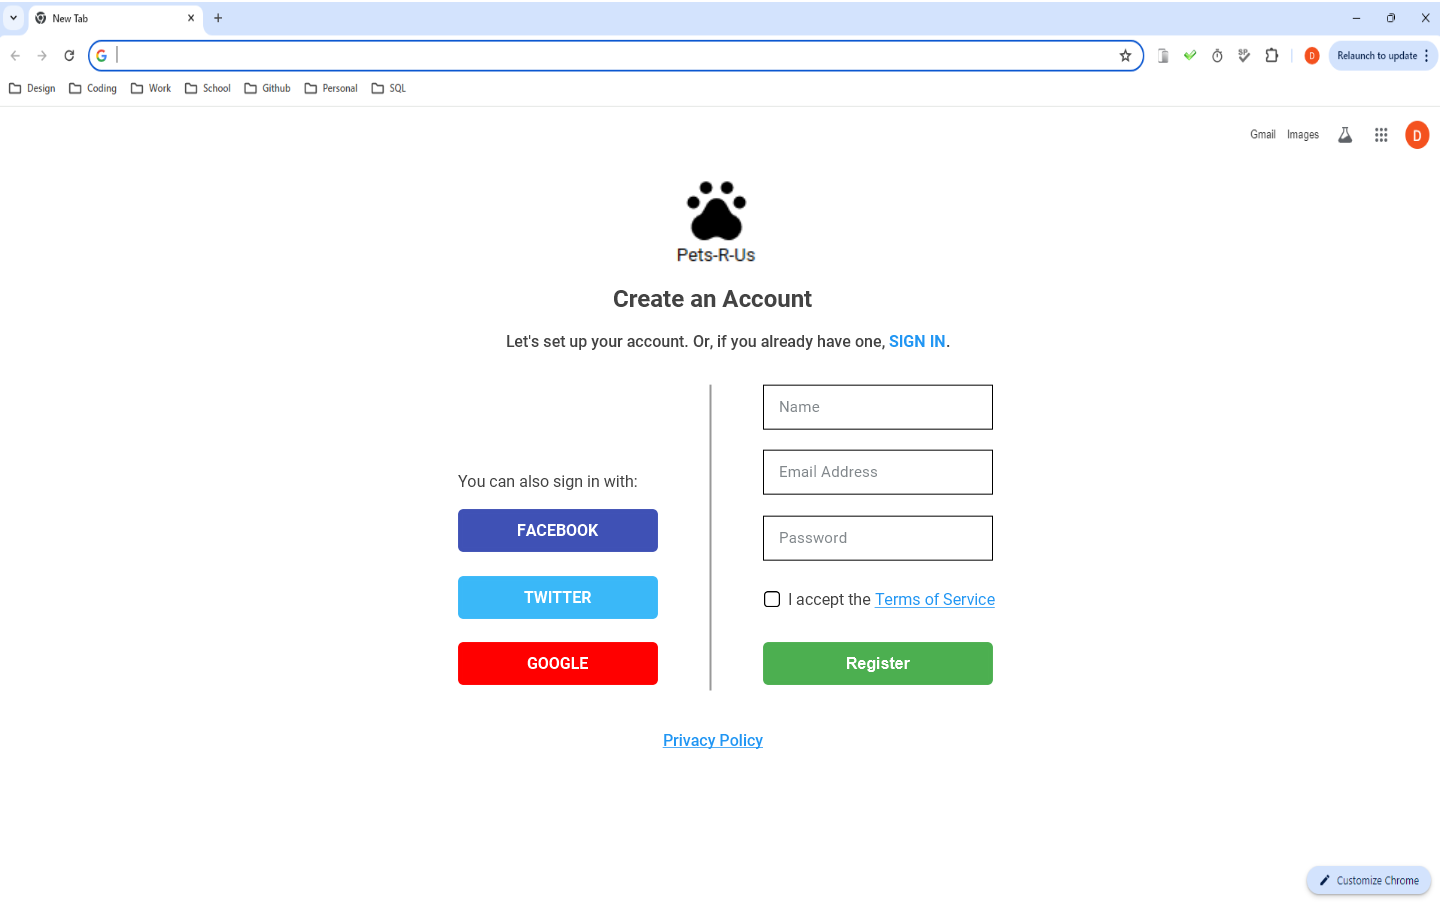 New Tab
Relaunch to update
D
Design Coding Work School Github Personal SQL
Gmail Images D
Pets-R-Us
Create an Account
Let's set up your account. Or, if you already have one, SIGN IN.
You can also sign in with:
FACEBOOK
TWITTER
GOOGLE
Name
Email Address
Password
I accept the Terms of Service
Register
Privacy Policy
Customize Chrome